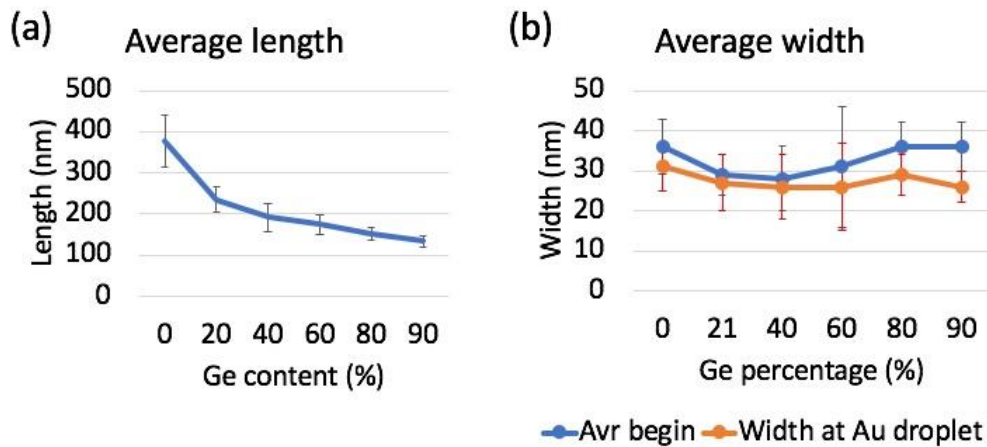 (a)
Average length
Length (nm)
500
400
300
200
100
0
0 20 40 60 80 90
Ge content (%)
(b)
Average width
Width (nm)
50
40
30
20
10
0
0 21 40 60 80 90
Ge percentage (%)
Avr begin Width at Au droplet